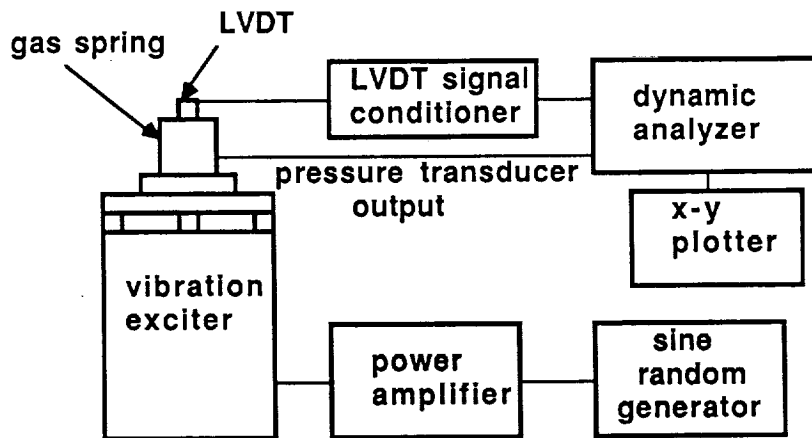 LVDT
gas spring
LVDT signal
conditioner
dynamic
analyzer
pressure transducer
output
x-y
plotter
vibration
exciter
power
amplifier
sine
random
generator